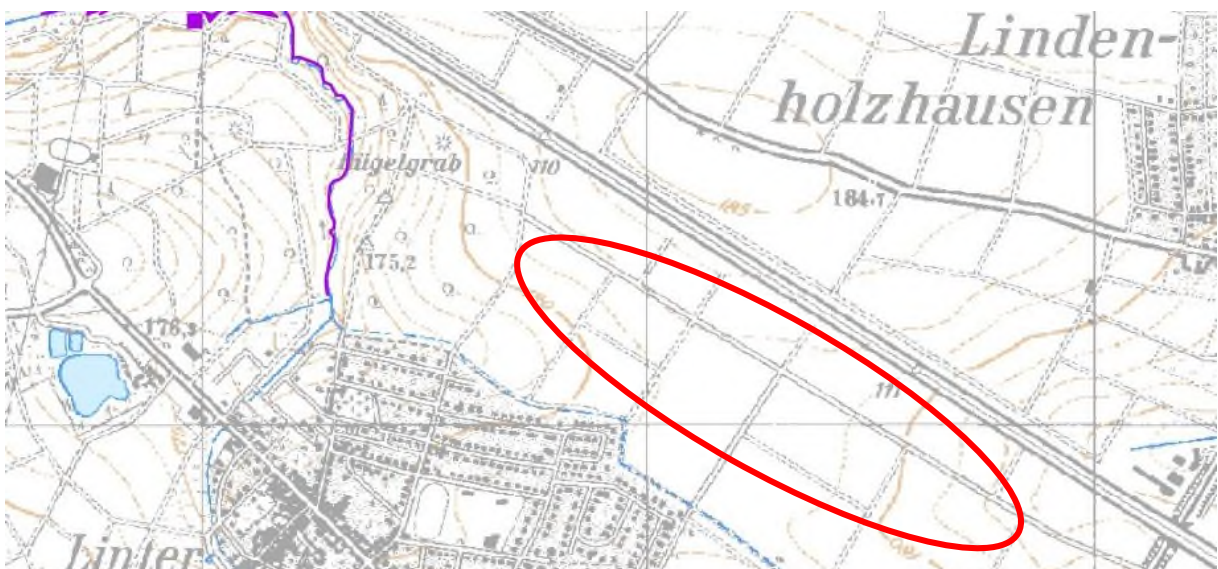 Linden-
holzhausen
Hügelgrab
110
185
184,7
175,2
176,3
111
Linter